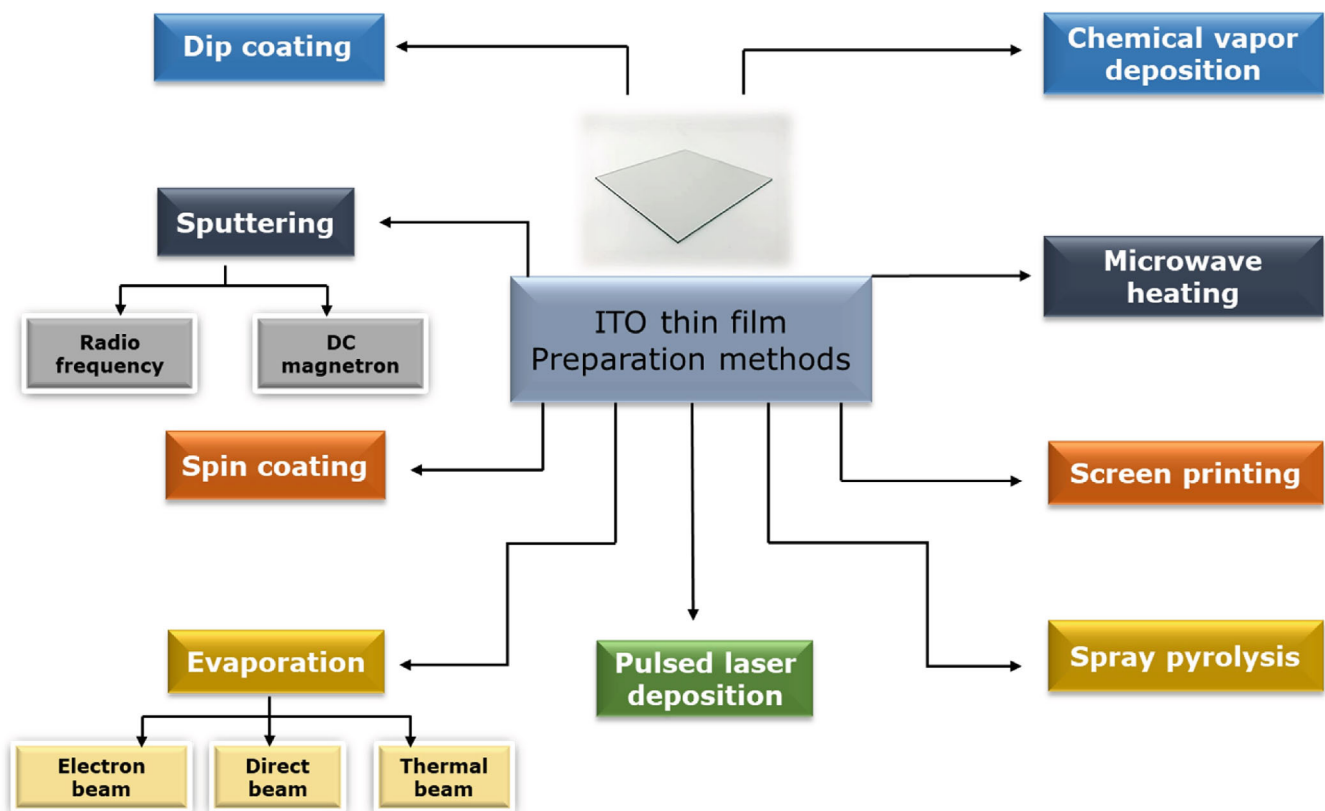 Dip coating
Chemical vapor
deposition
Sputtering
Radio
frequency
DC
magnetron
Microwave
heating
ITO thin film
Preparation methods
Spin coating
Screen printing
Evaporation
Electron
beam
Direct
beam
Thermal
beam
Pulsed laser
deposition
Spray pyrolysis